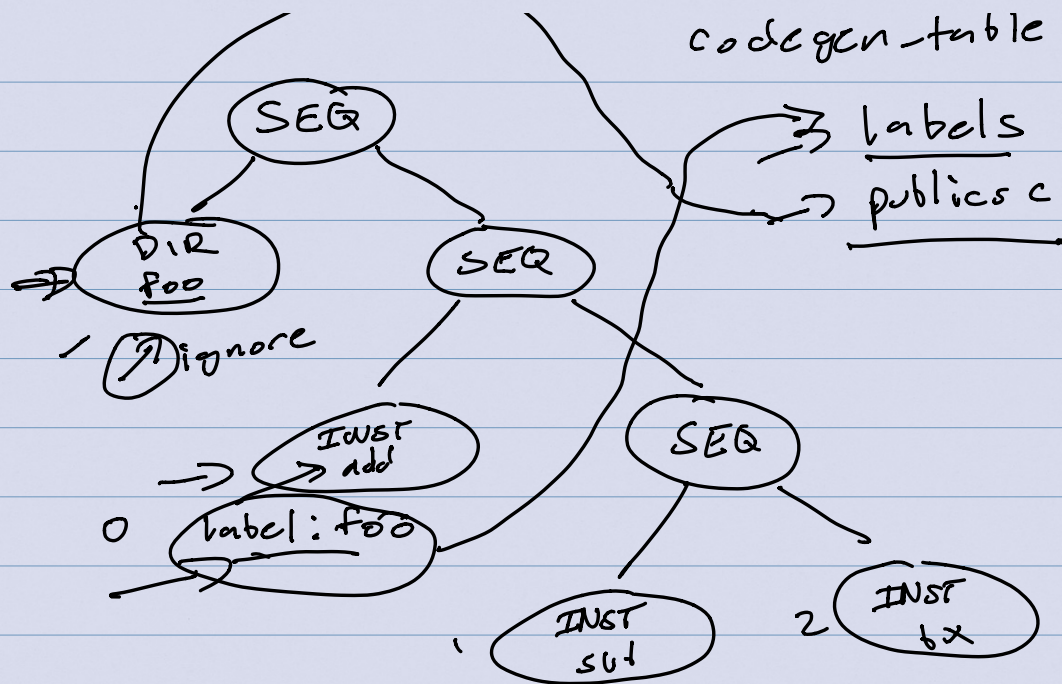 codegen_table
SEQ
labels
publics c
DIR
foo
SEQ
ignore
INST
add
SEQ
0
label: foo
INST
1
INST
2
bx